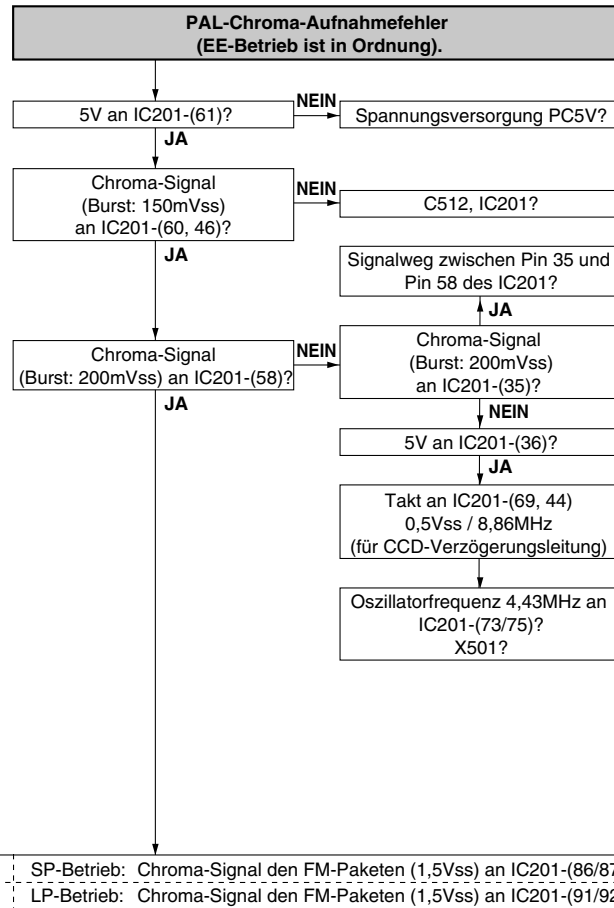 PAL-Chroma-Aufnahmefehler
(EE-Betrieb ist in Ordnung).
5V an IC201-(61)?
NEIN
Spannungsversorgung PC5V?
JA
Chroma-Signal
(Burst: 150mVss)
an IC201-(60, 46)?
NEIN
C512, IC201?
JA
Signalweg zwischen Pin 35 und
Pin 58 des IC201?
JA
Chroma-Signal
(Burst: 200mVss) an IC201-(58)?
NEIN
Chroma-Signal
(Burst: 200mVss)
an IC201-(35)?
JA
NEIN
5V an IC201-(36)?
JA
Takt an IC201-(69, 44)
0,5Vss / 8,86MHz
(für CCD-Verzögerungsleitung)
Oszillatorfrequenz 4,43MHz an
IC201-(73/75)?
X501?
SP-Betrieb: Chroma-Signal den FM-Paketen (1,5Vss) an IC201-(86/87
LP-Betrieb: Chroma-Signal den FM-Paketen (1,5Vss) an IC201-(91/92